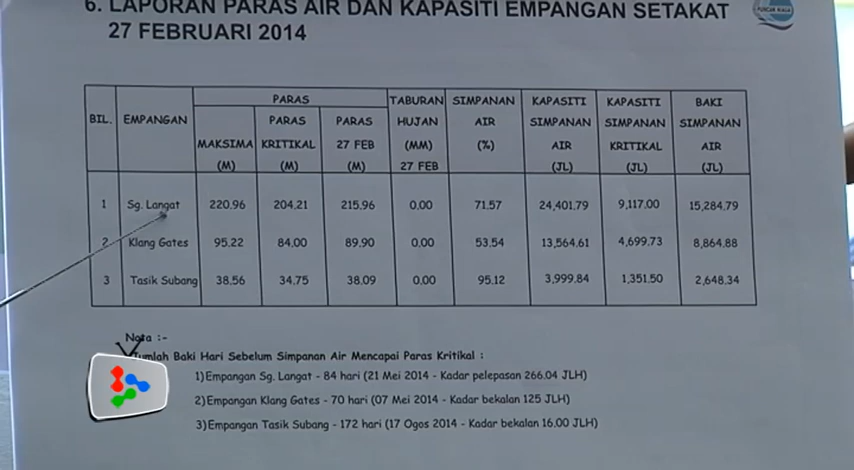 6. LAPORAN PARAS AIR DAN KAPASITI EMPANGAN SETAKAT
27 FEBRUARI 2014
PUNCAK NIAGA
BIL. EMPANGAN PARAS MAKSIMA (M) PARAS KRITIKAL (M) PARAS 27 FEB (M) TABURAN HUJAN (MM) 27 FEB SIMPANAN AIR (%) KAPASITI SIMPANAN AIR (JL) KAPASITI SIMPANAN KRITIKAL (JL) BAKI SIMPANAN AIR (JL)
1 Sg. Langat 220.96 204.21 215.96 0.00 71.57 24,401.79 9,117.00 15,284.79
2 Klang Gates 95.22 84.00 89.90 0.00 53.54 13,564.61 4,699.73 8,864.88
3 Tasik Subang 38.56 34.75 38.09 0.00 95.12 3,999.84 1,351.50 2,648.34
Nota :-
Jumlah Baki Hari Sebelum Simpanan Air Mencapai Paras Kritikal :
1)Empangan Sg. Langat - 84 hari (21 Mei 2014 - Kadar pelepasan 266.04 JLH)
2)Empangan Klang Gates - 70 hari (07 Mei 2014 - Kadar bekalan 125 JLH)
3)Empangan Tasik Subang - 172 hari (17 Ogos 2014 - Kadar bekalan 16.00 JLH)